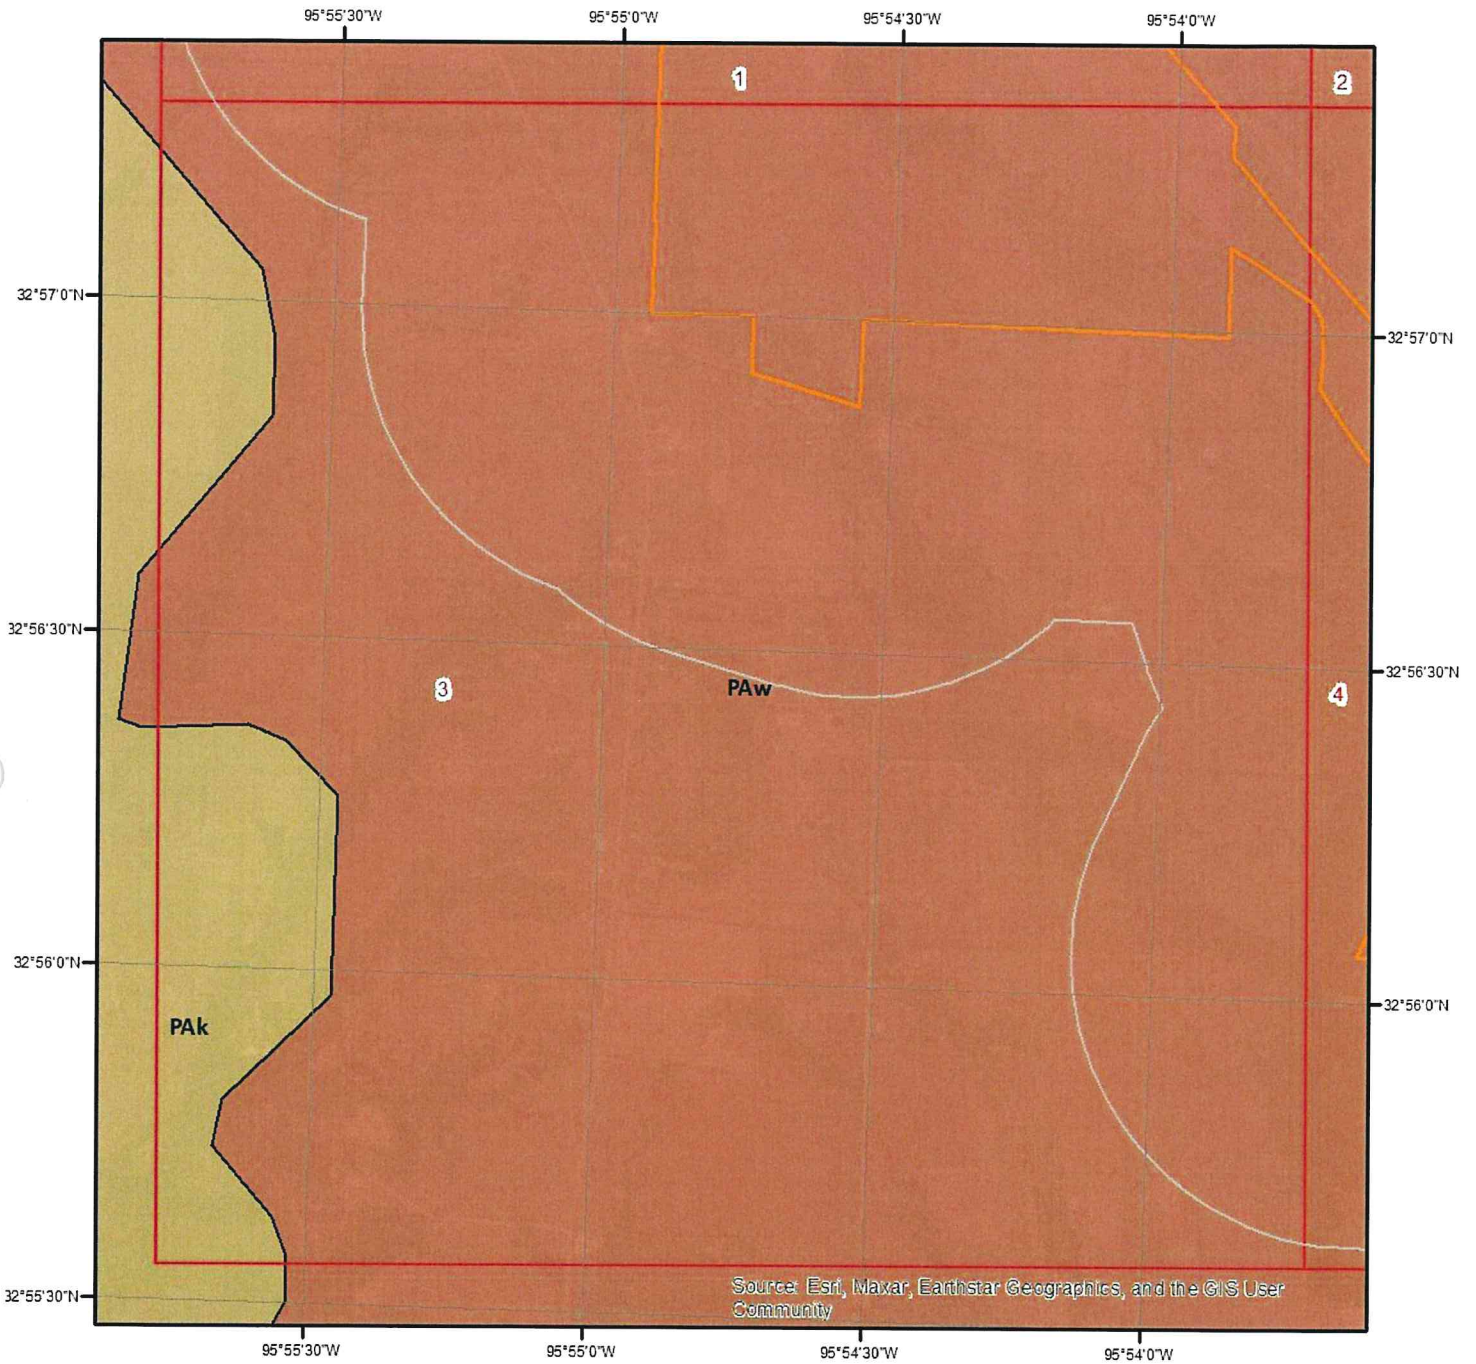 95°55'30"W 95°55'0"W 95°54'30"W 95°54'0"W
1
2
32°57'0"N
32°57'0"N
32°56'30"N
32°56'30"N
3
PAw
4
32°56'0"N
32°56'0"N
PAk
Source: Esri, Maxar, Earthstar Geographics, and the GIS User
Community
32°55'30"N
95°55'30"W 95°55'0"W 95°54'30"W 95°54'0"W